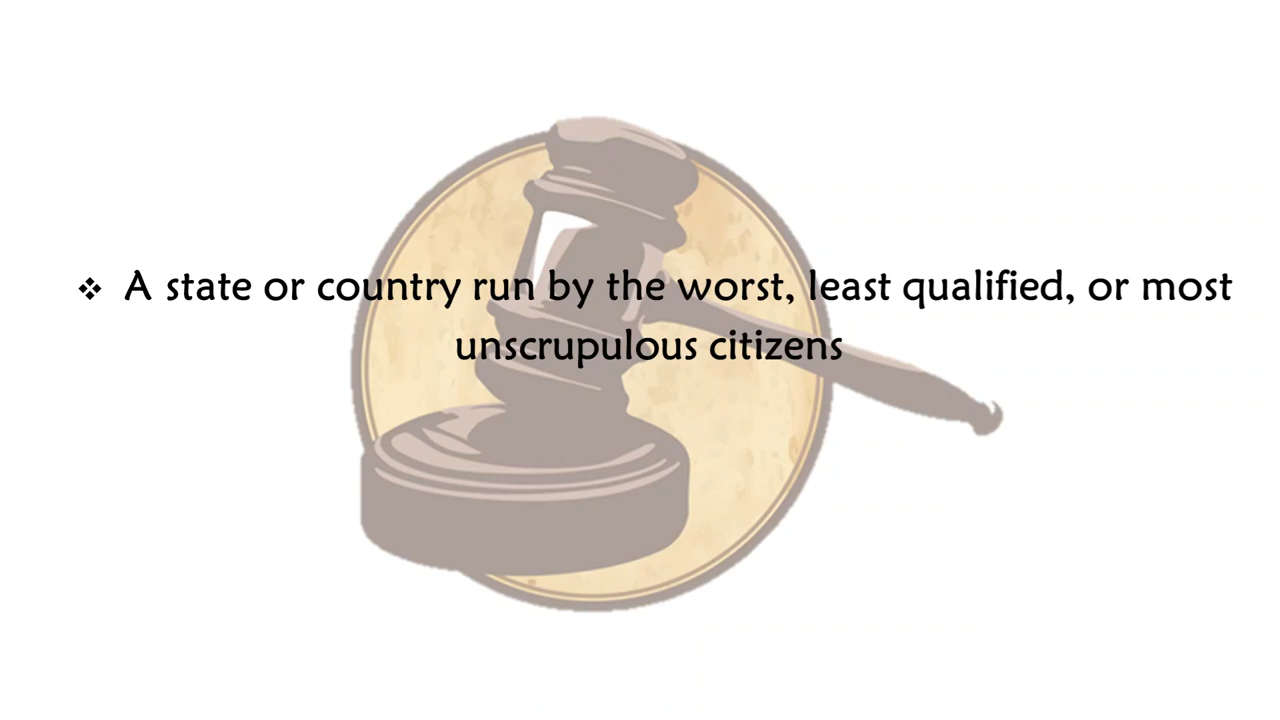 ❖ A state or country run by the worst, least qualified, or most
unscrupulous citizens